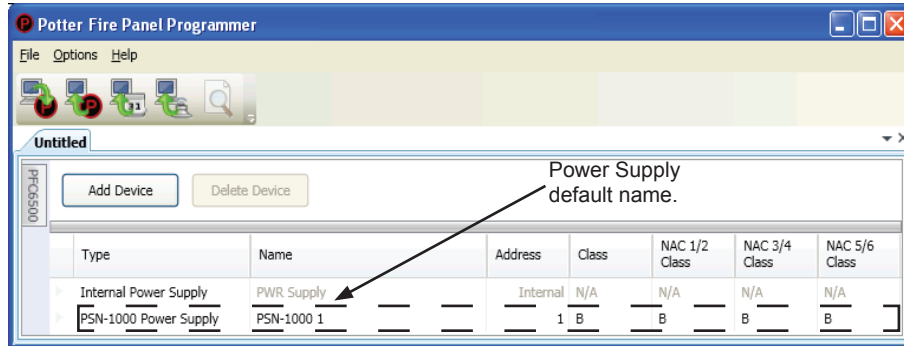 Potter Fire Panel Programmer
File Options Help
Untitled
PFC6500
Add Device Delete Device
Power Supply
default name.
Type Name Address Class NAC 1/2 Class NAC 3/4 Class NAC 5/6 Class
Internal Power Supply PWR Supply Internal N/A N/A N/A N/A
PSN-1000 Power Supply PSN-1000 1 1 B B B B